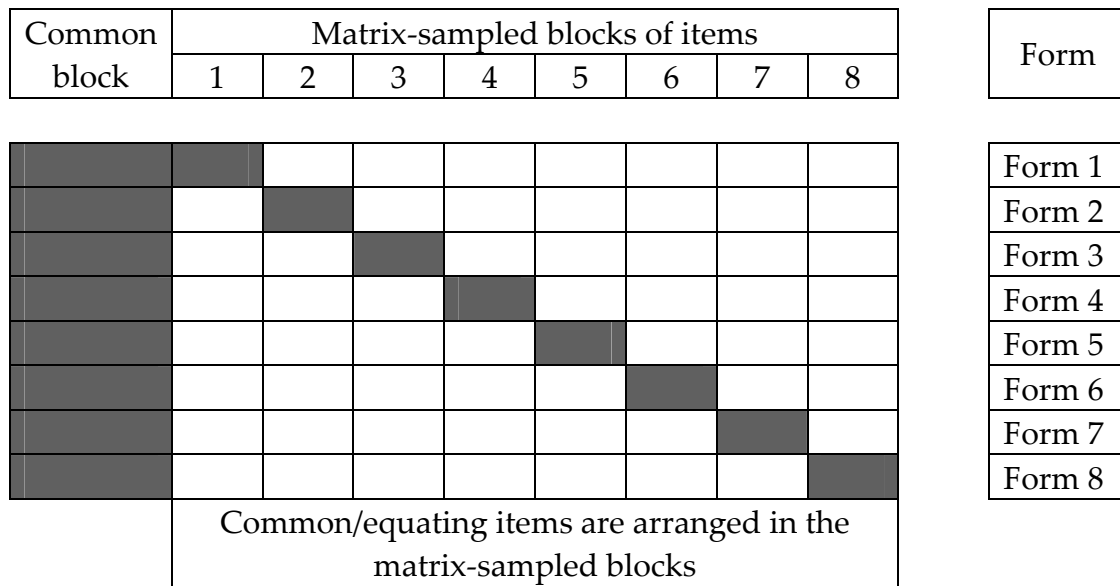 Common block
Matrix-sampled blocks of items
1 2 3 4 5 6 7 8
Form
Form 1
Form 2
Form 3
Form 4
Form 5
Form 6
Form 7
Form 8
Common/equating items are arranged in the
matrix-sampled blocks